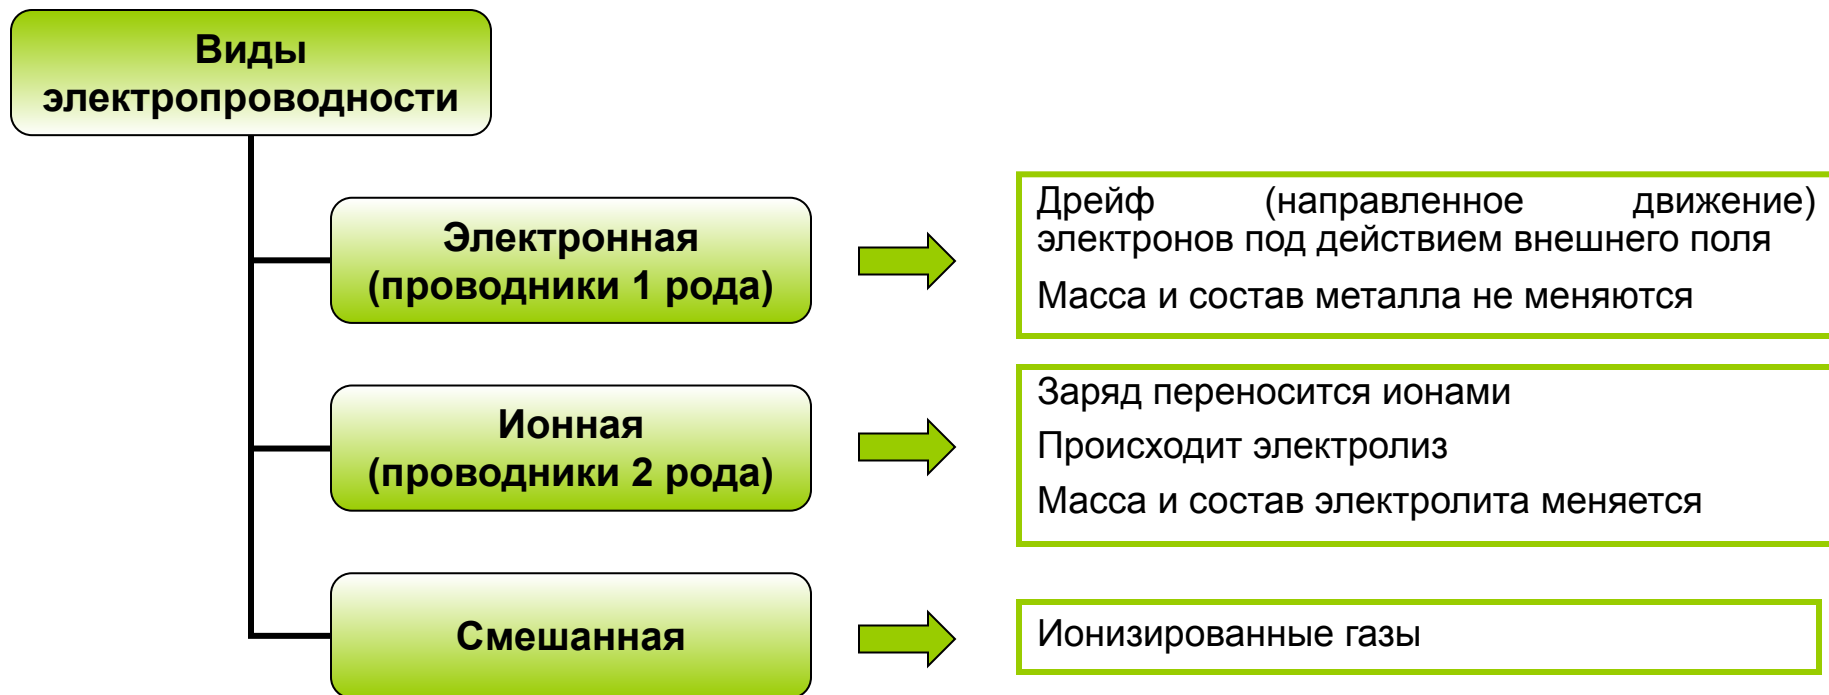 Виды
электропроводности
Электронная
(проводники 1 рода)
Дрейф (направленное движение)
электронов под действием внешнего поля
Масса и состав металла не меняются
Ионная
(проводники 2 рода)
Заряд переносится ионами
Происходит электролиз
Масса и состав электролита меняется
Смешанная
Ионизированные газы